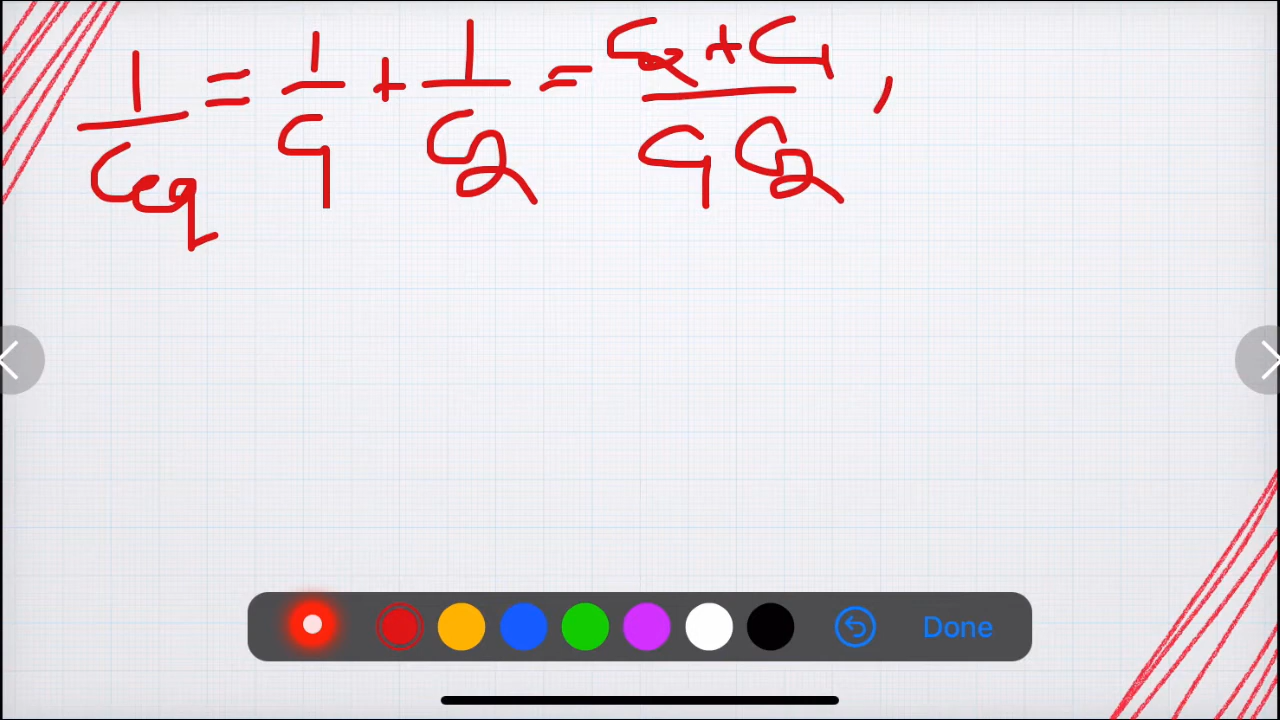 1/Ceq = 1/C1 + 1/C2 = C2 + C1/C1C2 ,
Done